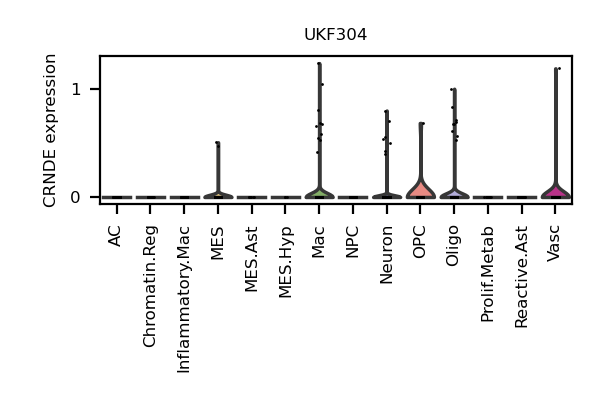 UKF304
CRNDE expression
1
0
AC
Chromatin.Reg
Inflammatory.Mac
MES
MES.Ast
MES.Hyp
Mac
NPC
Neuron
OPC
Oligo
Prolif.Metab
Reactive.Ast
Vasc